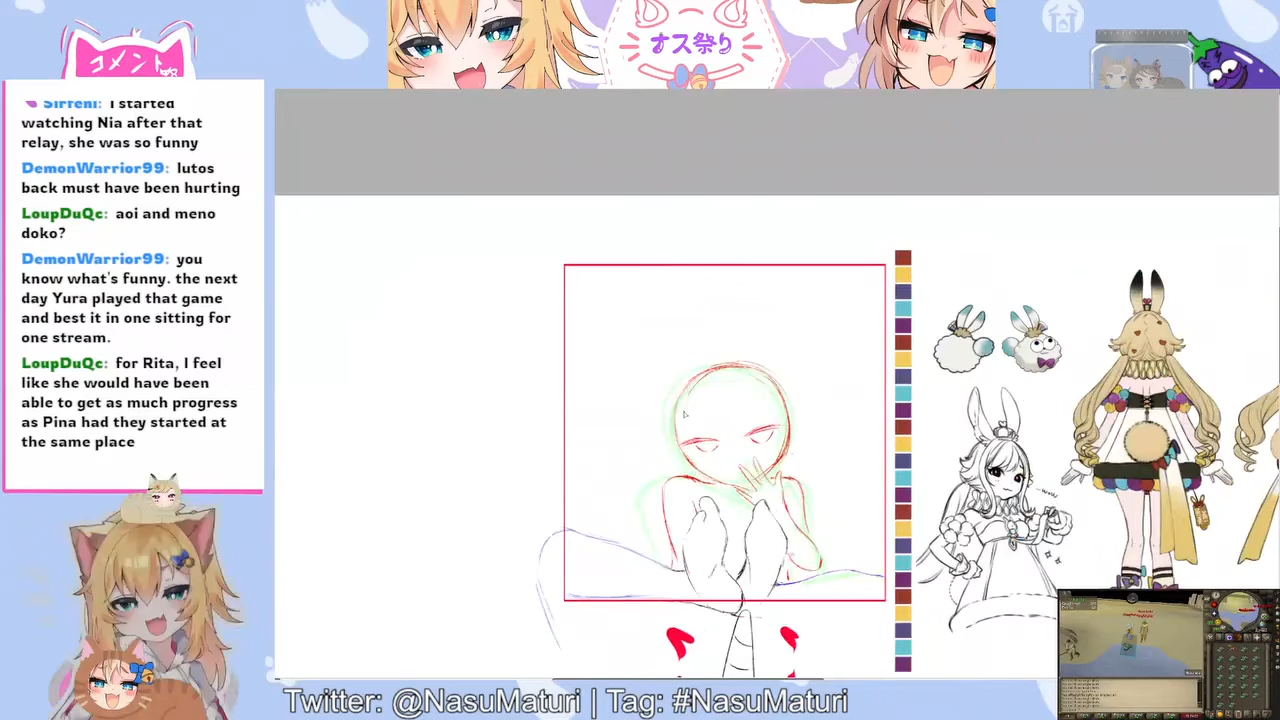 コメント
ナス祭り
Sirreni: I started
watching Nia after that
relay, she was so funny
DemonWarrior99: lutos
back must have been hurting
LoupDuQc: aoi and meno
doko?
DemonWarrior99: you
know what's funny. the next
day Yura played that game
and best it in one sitting for
one stream.
LoupDuQc: for Rita, I feel
like she would have been
able to get as much progress
as Pina had they started at
the same place
Twitter: @NasuMaturi | Tag: #NasuMaturi